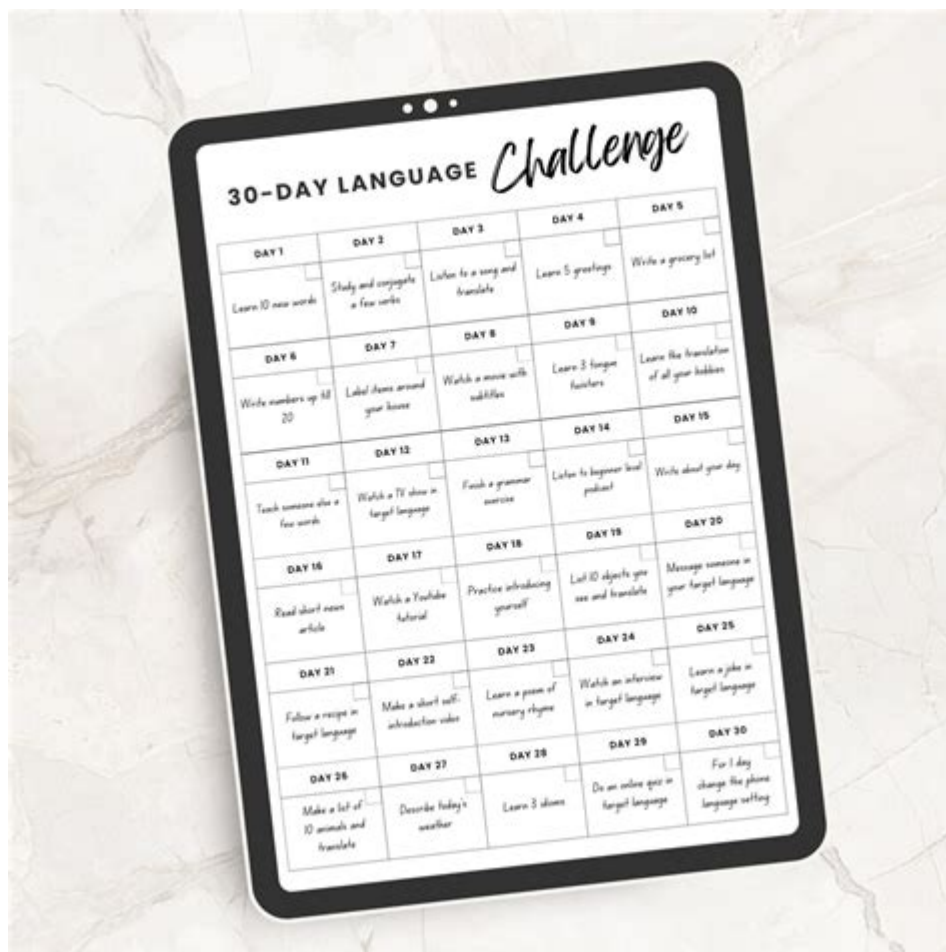 30-DAY LANGUAGE Challenge
DAY 1
DAY 2
DAY 3
DAY 4
DAY 5
Learn 10 new words
Study and conjugate
a few verbs
Listen to a song and
translate
Learn 5 greetings
Write a grocery list
DAY 6
DAY 7
DAY 8
DAY 9
DAY 10
Write numbers up till
20
Label items around
your house
Watch a movie with
subtitles
Learn 3 tongue
twisters
Learn the translation
of all your hobbies
DAY 11
DAY 12
DAY 13
DAY 14
DAY 15
Teach someone else a
few words
Watch a TV show in
target language
Finish a grammar
exercise
Listen to beginner level
podcast
Write about your day
DAY 16
DAY 17
DAY 18
DAY 19
DAY 20
Read short news
article
Watch a Youtube
tutorial
Practice introducing
yourself
List 10 objects you
see and translate
Message someone in
your target language
DAY 21
DAY 22
DAY 23
DAY 24
DAY 25
Follow a recipe in
target language
Make a short self-
introduction video
Learn a poem of
nursery rhyme
Watch an interview
in target language
Learn a joke in
target language
DAY 26
DAY 27
DAY 28
DAY 29
DAY 30
Make a list of
10 animals and
translate
Describe today's
weather
Learn 3 idioms
Do an online quiz in
target language
For 1 day
change the phone
language setting